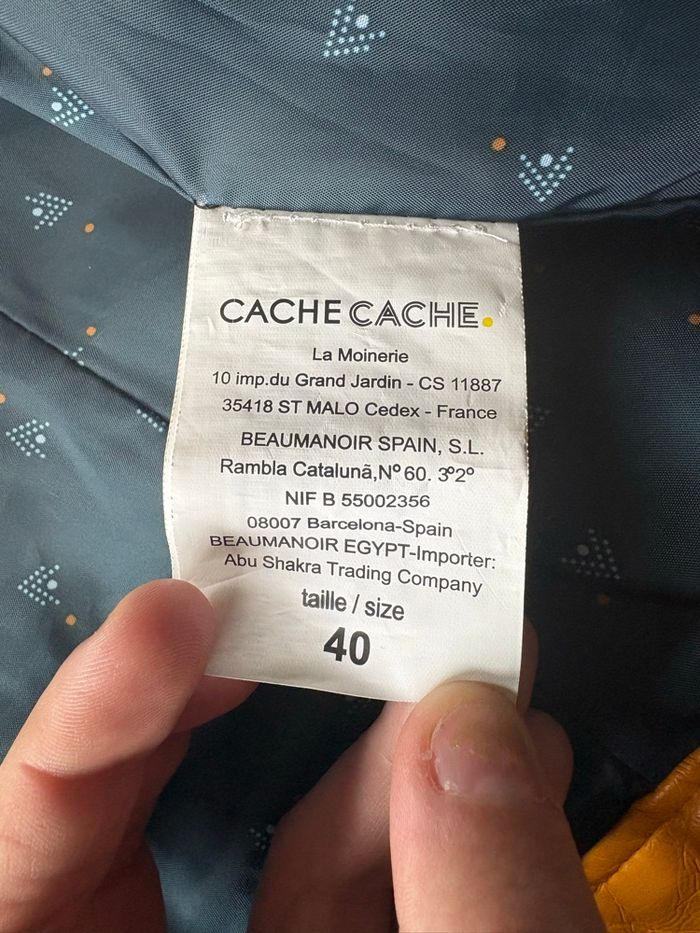 CACHE CACHE.
La Moinerie
10 imp.du Grand Jardin - CS 11887
35418 ST MALO Cedex - France
BEAUMANOIR SPAIN, S.L.
Rambla Catalunã,Nº 60. 3º2º
NIF B 55002356
08007 Barcelona-Spain
BEAUMANOIR EGYPT-Importer:
Abu Shakra Trading Company
taille / size
40